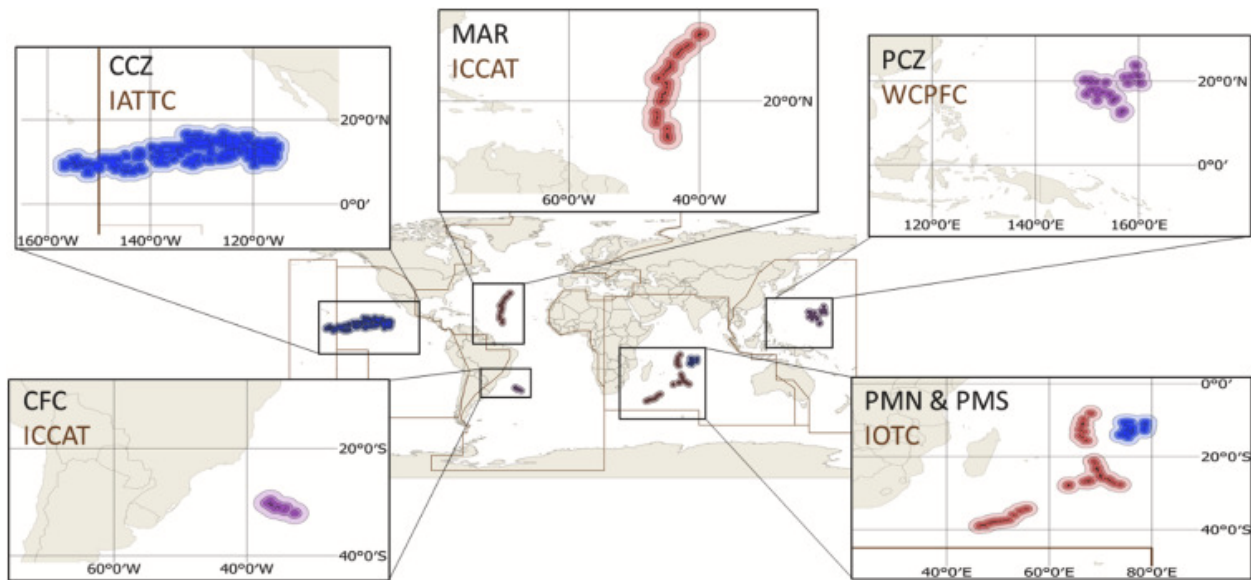 CCZ
IATTC
20°0'N
0°0'
160°0'W 140°0'W 120°0'W
MAR
ICCAT
20°0'N
60°0'W 40°0'W
PCZ
WCPFC
20°0'N
0°0'
120°0'E 140°0'E 160°0'E
CFC
ICCAT
20°0'S
40°0'S
60°0'W 40°0'W
PMN & PMS
IOTC
0°0'S
20°0'S
40°0'S
40°0'E 60°0'E 80°0'E